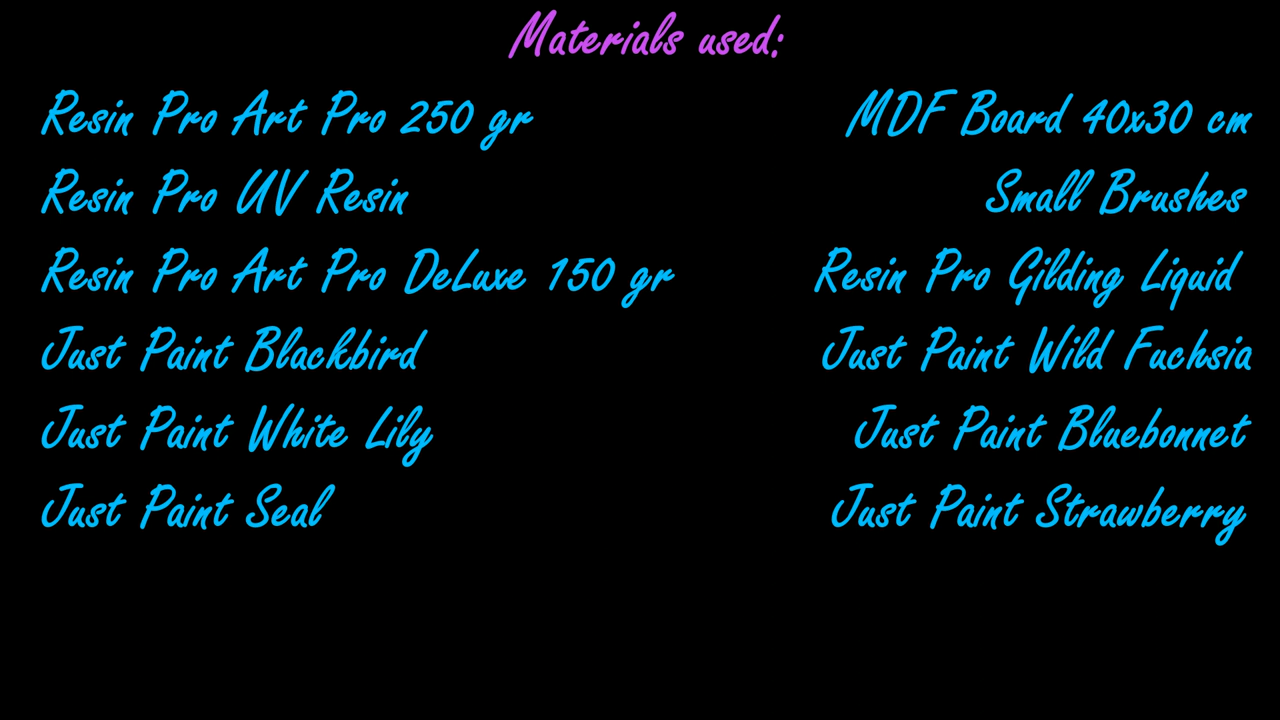 Materials used:
Resin Pro Art Pro 250 gr
Resin Pro UV Resin
Resin Pro Art Pro DeLuxe 150 gr
Just Paint Blackbird
Just Paint White Lily
Just Paint Seal
MDF Board 40x30 cm
Small Brushes
Resin Pro Gilding Liquid
Just Paint Wild Fuchsia
Just Paint Bluebonnet
Just Paint Strawberry